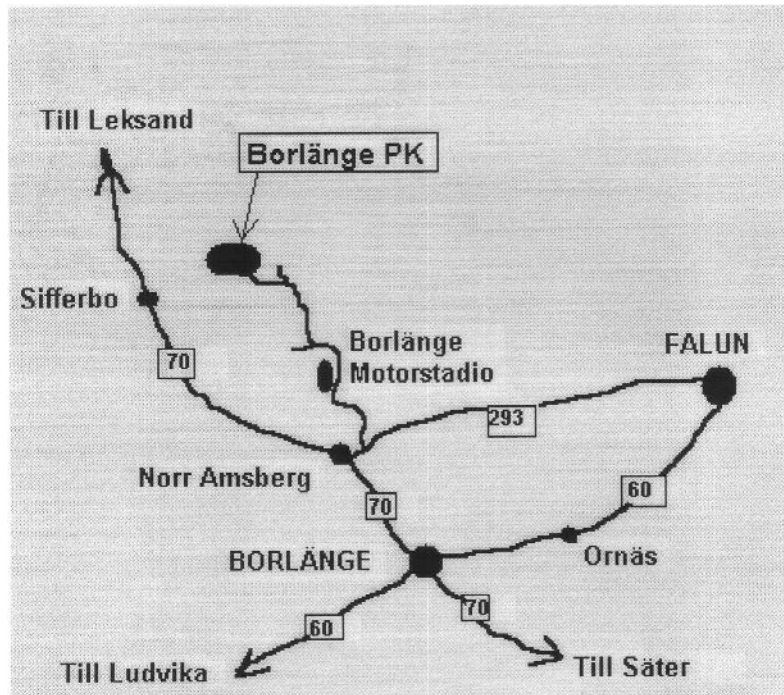 Till Leksand
Borlänge PK
Sifferbo
70
Borlänge
Motorstadio
FALUN
293
Norr Amsberg
70
60
BORLÄNGE
Ornäs
60
70
Till Ludvika
Till Säter